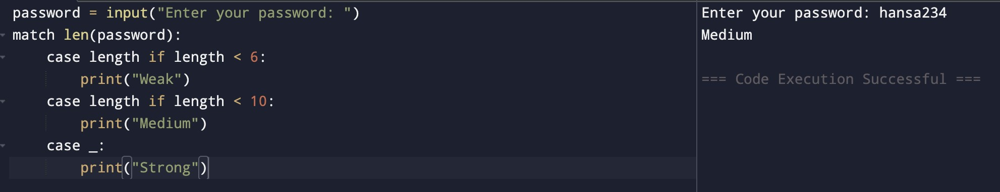 password = input("Enter your password: ")
match len(password):
    case length if length < 6:
        print("Weak")
    case length if length < 10:
        print("Medium")
    case _:
        print("Strong")
Enter your password: hansa234
Medium
=== Code Execution Successful ===